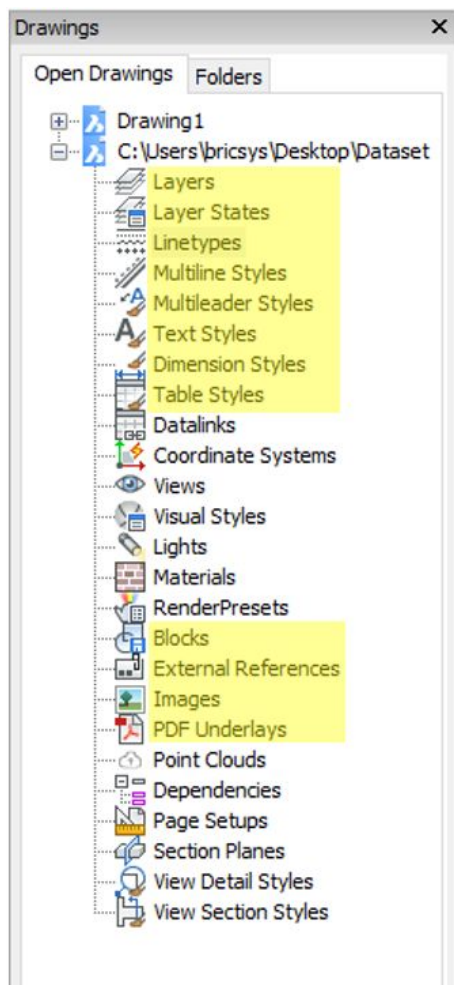 Drawings
Open Drawings Folders
Drawing1
C:\Users\bricsys\Desktop\Dataset
Layers
Layer States
Linetypes
Multiline Styles
Multileader Styles
Text Styles
Dimension Styles
Table Styles
Datalinks
Coordinate Systems
Views
Visual Styles
Lights
Materials
RenderPresets
Blocks
External References
Images
PDF Underlays
Point Clouds
Dependencies
Page Setups
Section Planes
View Detail Styles
View Section Styles